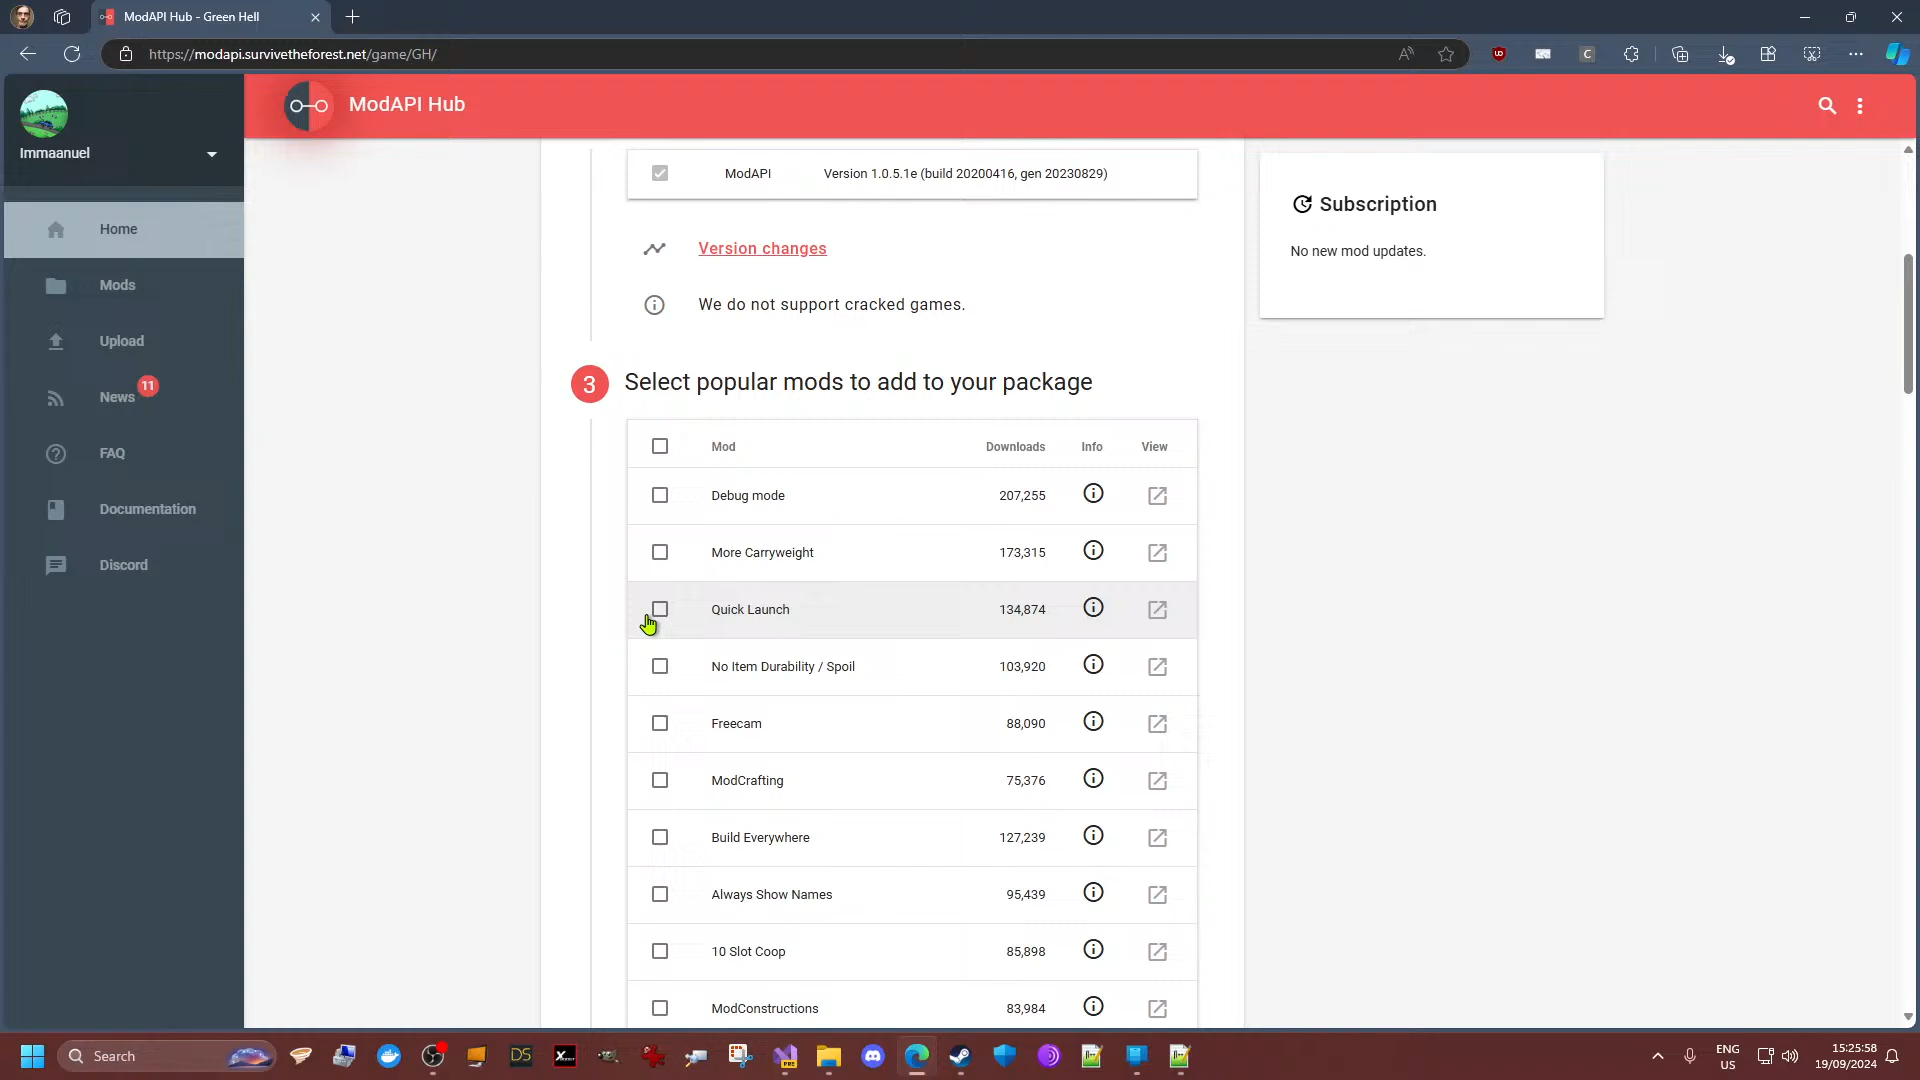 ModAPI Hub - Green Hell
https://modapi.survivetheforest.net/game/GH/
ModAPI Hub
Immaanuel
Home
Mods
Upload
News 11
FAQ
Documentation
Discord
ModAPI Version 1.0.5.1e (build 20200416, gen 20230829)
Version changes
We do not support cracked games.
3 Select popular mods to add to your package
Mod Downloads Info View
Debug mode 207,255
More Carryweight 173,315
Quick Launch 134,874
No Item Durability / Spoil 103,920
Freecam 88,090
ModCrafting 75,376
Build Everywhere 127,239
Always Show Names 95,439
10 Slot Coop 85,898
ModConstructions 83,984
Subscription
No new mod updates.
Search
DS
PRE
ENG
US
15:25:58
19/09/2024